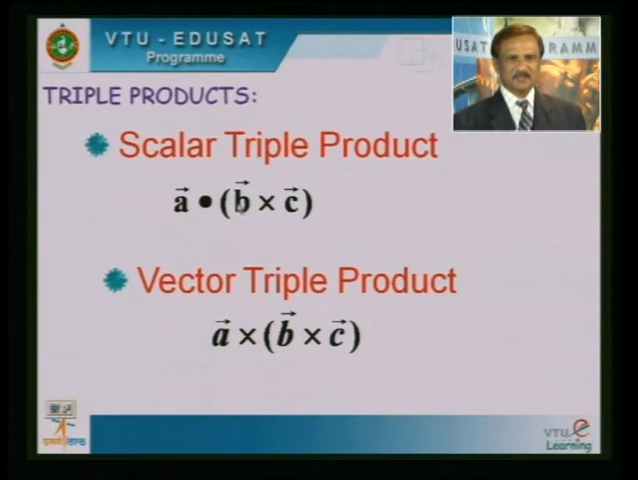 VTU - EDUSAT
Programme
USAT
RAMM
TRIPLE PRODUCTS:
Scalar Triple Product
a⃗ • (b⃗ × c⃗)
Vector Triple Product
a⃗ × (b⃗ × c⃗)
VTU e
Learning